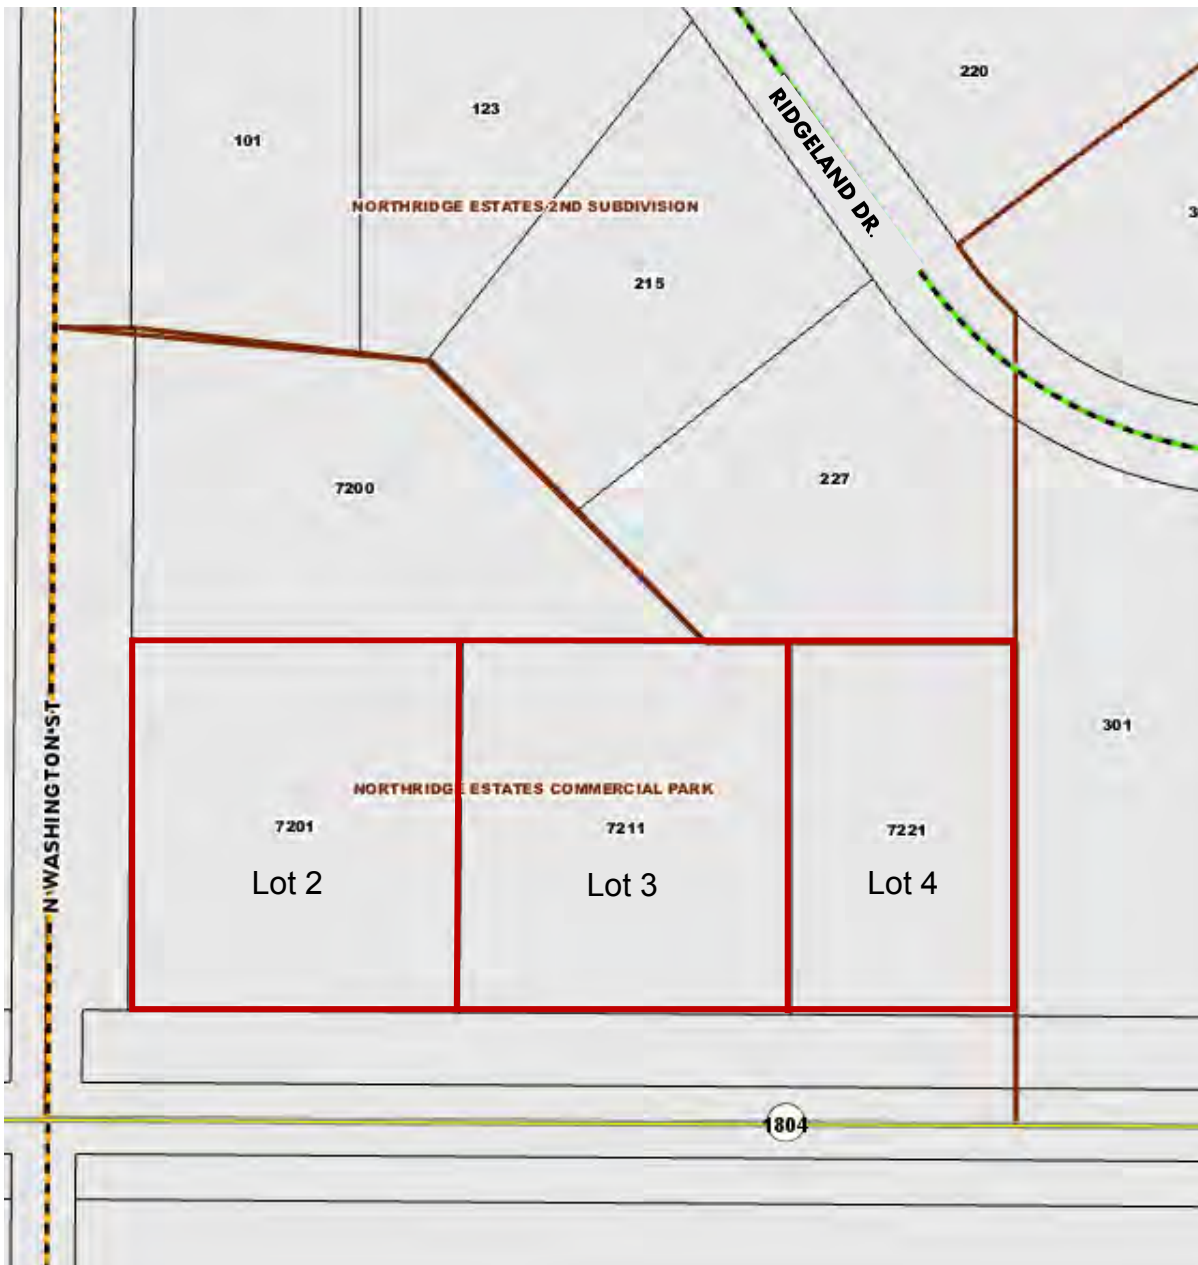 220
123
101
RIDGELAND DR.
NORTHRIDGE ESTATES 2ND SUBDIVISION
3
215
227
7200
N WASHINGTON ST
301
NORTHRIDGE ESTATES COMMERCIAL PARK
7201
7211
7221
Lot 2
Lot 3
Lot 4
1804